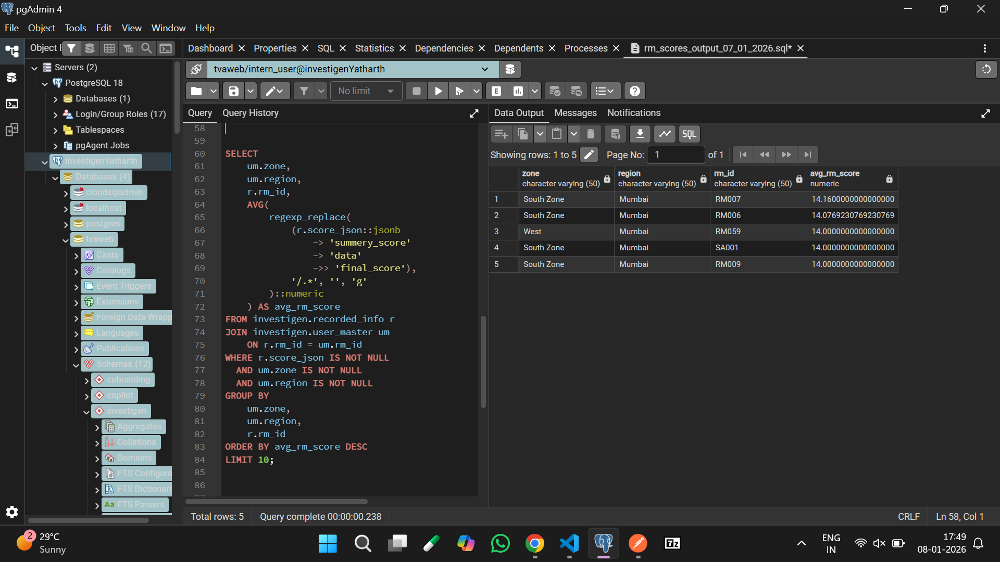 pgAdmin 4
File Object Tools Edit View Window Help
Object E
Dashboard Properties SQL Statistics Dependencies Dependents Processes rm_scores_output_07_01_2026.sql*
Servers (2)
PostgreSQL 18
Databases (1)
Login/Group Roles (17)
Tablespaces
pgAgent Jobs
investigenYatharth
Databases (4)
cloudsqladmin
localhost
postgres
tvaweb
Casts
Catalogs
Event Triggers
Extensions
Foreign Data Wrapp
Languages
Publications
Schemas (12)
cobranding
copilot
investigen
Aggregates
Collations
Domains
FTS Configura
FTS Dictionari
Aa FTS Parsers
tvaweb/intern_user@investigenYatharth
No limit
E
Query Query History
58
59
60 SELECT
61 um.zone,
62 um.region,
63 r.rm_id,
64 AVG(
65 regexp_replace(
66 (r.score_json::jsonb
67 -> 'summery_score'
68 -> 'data'
69 ->> 'final_score'),
70 '/.*', '', 'g'
71 )::numeric
72 ) AS avg_rm_score
73 FROM investigen.recorded_info r
74 JOIN investigen.user_master um
75 ON r.rm_id = um.rm_id
76 WHERE r.score_json IS NOT NULL
77 AND um.zone IS NOT NULL
78 AND um.region IS NOT NULL
79 GROUP BY
80 um.zone,
81 um.region,
82 r.rm_id
83 ORDER BY avg_rm_score DESC
84 LIMIT 10;
85
86
Data Output Messages Notifications
SQL
Showing rows: 1 to 5 Page No: 1 of 1
zone character varying (50) region character varying (50) rm_id character varying (50) avg_rm_score numeric
1 South Zone Mumbai RM007 14.1600000000000000
2 South Zone Mumbai RM006 14.0769230769230769
3 West Mumbai RM059 14.0000000000000000
4 South Zone Mumbai SA001 14.0000000000000000
5 South Zone Mumbai RM009 14.0000000000000000
Total rows: 5 Query complete 00:00:00.238 CRLF Ln 58, Col 1
2
29°C
Sunny
7z
ENG
IN
17:49
08-01-2026